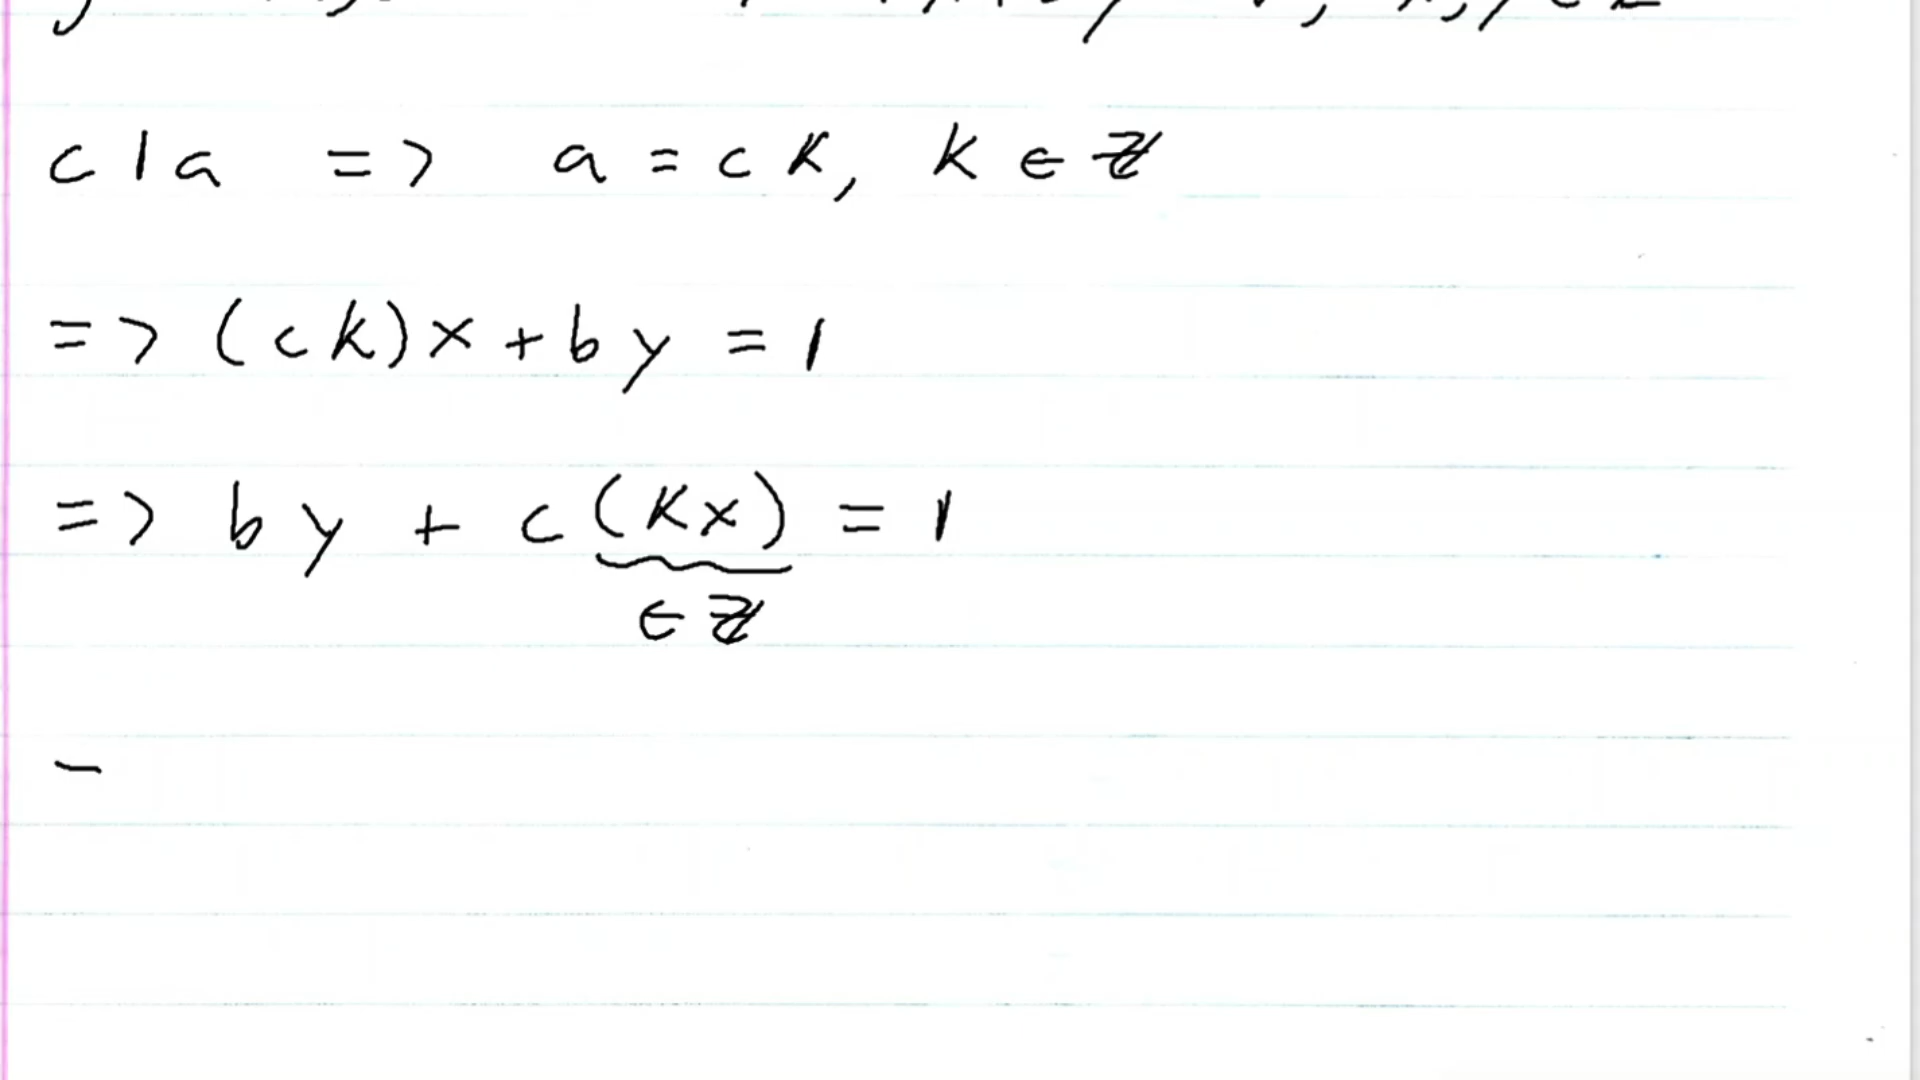 c | a => a = ck, k ∈ ℤ
=> (ck)x + by = 1
=> by + c(kx) = 1
∈ ℤ